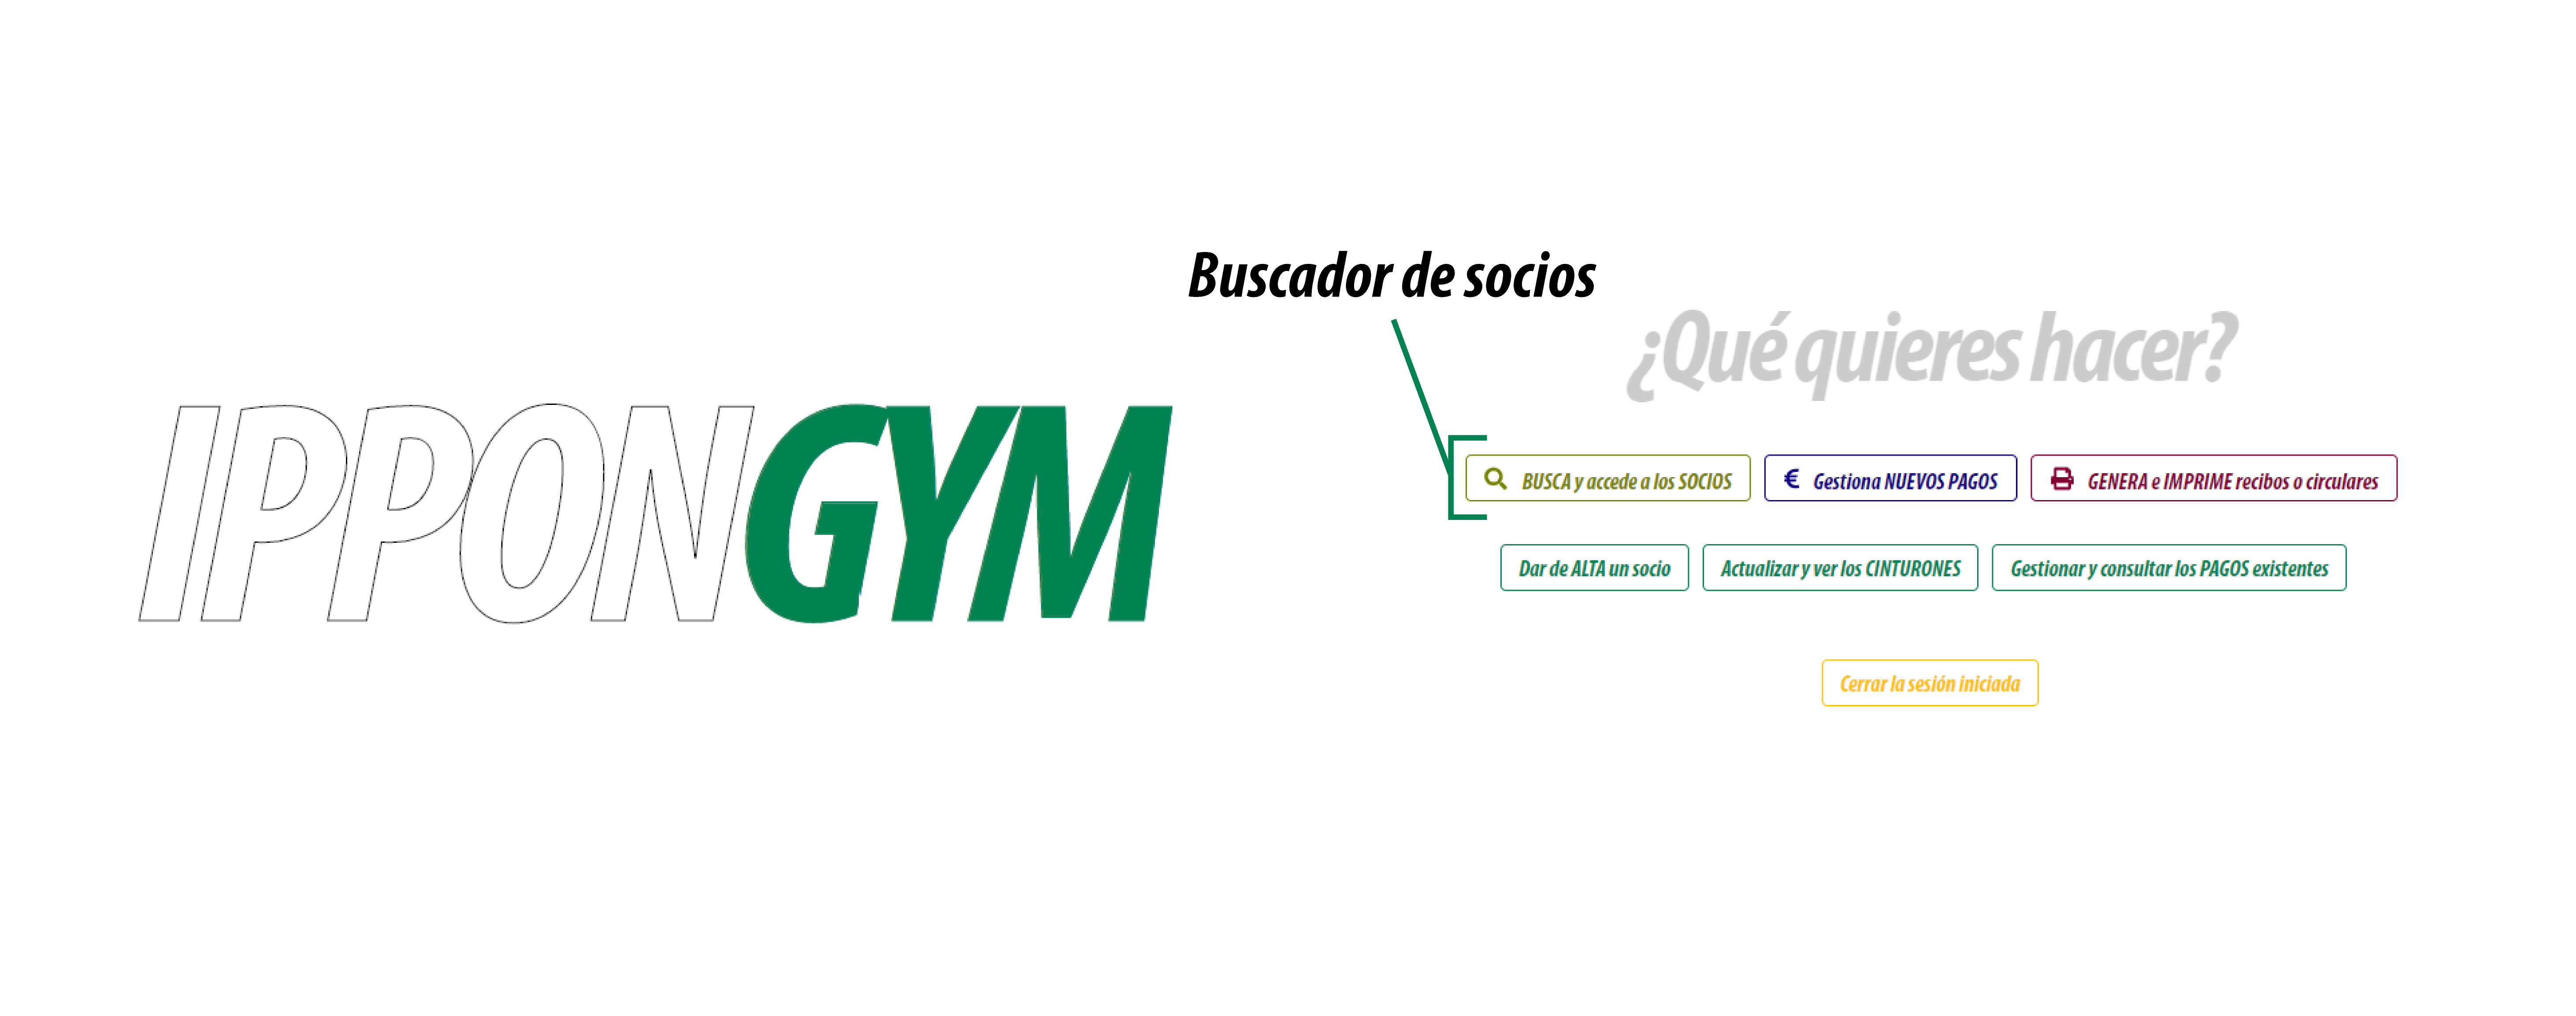 Buscador de socios
IPPONGYM
¿Qué quieres hacer?
BUSCA y accede a los SOCIOS
€ Gestiona NUEVOS PAGOS
GENERA e IMPRIME recibos o circulares
Dar de ALTA un socio
Actualizar y ver los CINTURONES
Gestionar y consultar los PAGOS existentes
Cerrar la sesión iniciada